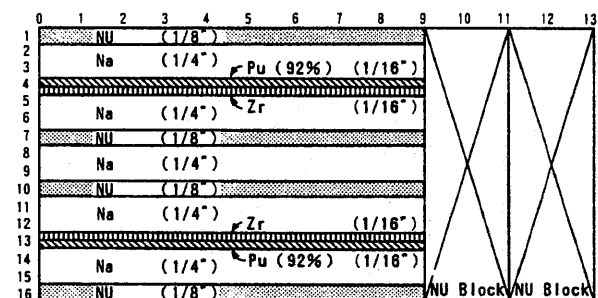 0 1 2 3 4 5 6 7 8 9 10 11 12 13
1 NU (1/8")
2
3 Na (1/4") Pu (92%) (1/16")
4
5 Zr (1/16")
6 Na (1/4")
7 NU (1/8")
8
9 Na (1/4")
10 NU (1/8")
11 Na (1/4")
12 Zr (1/16")
13
14 Na (1/4") Pu (92%) (1/16")
15
16 NU (1/8") NU Block NU Block